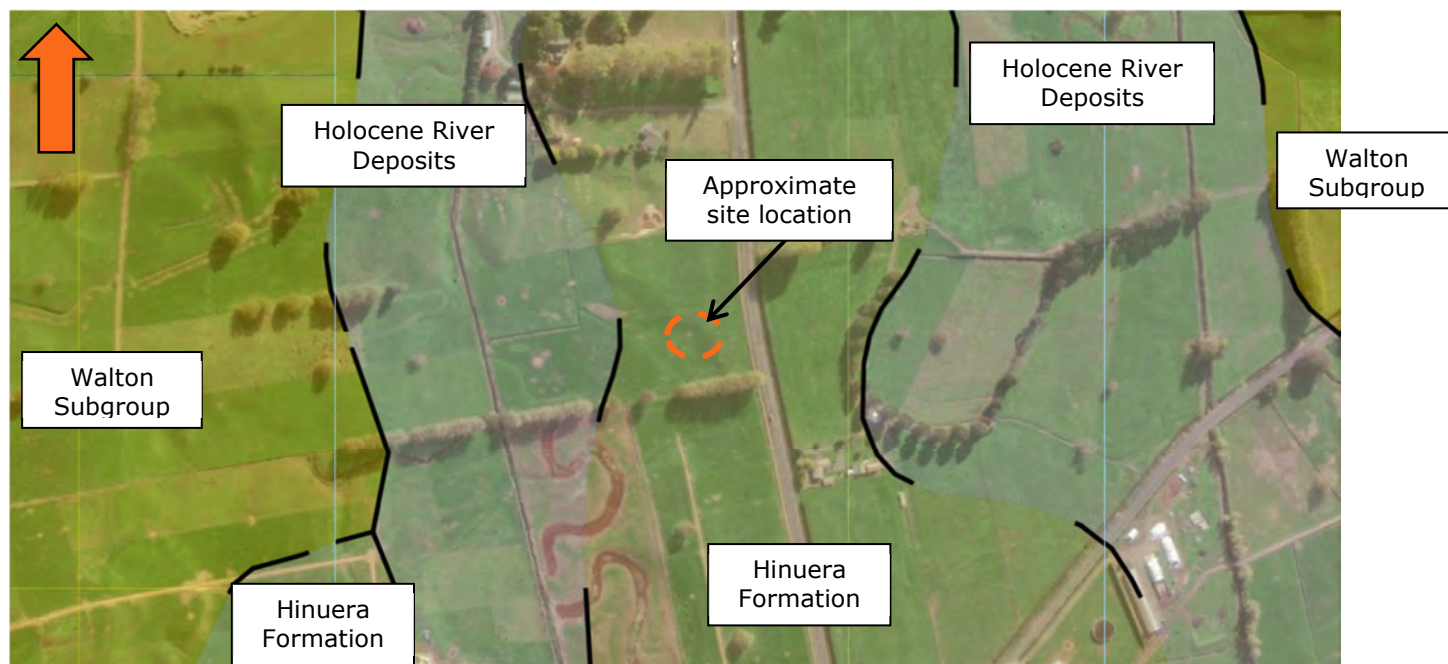 Holocene River
Deposits
Holocene River
Deposits
Walton
Subgroup
Approximate
site location
Walton
Subgroup
Hinuera
Formation
Hinuera
Formation